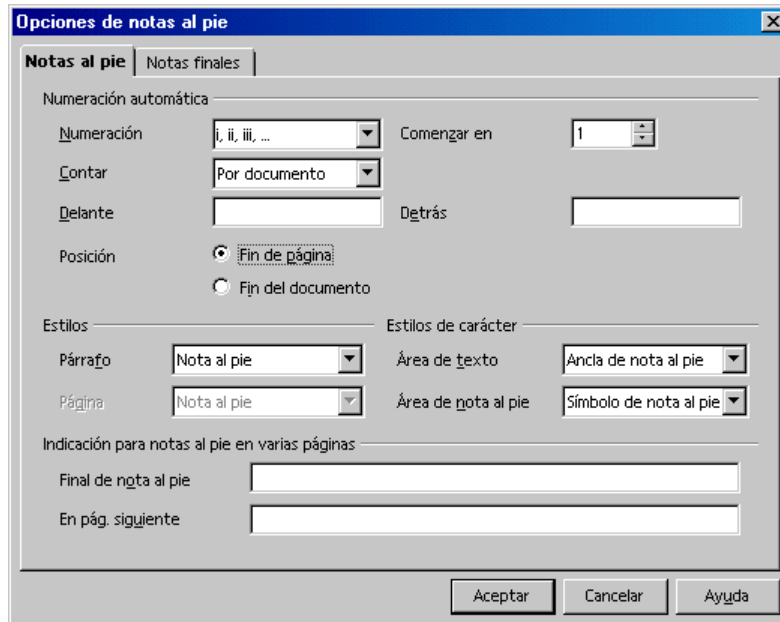 Opciones de notas al pie
Notas al pie Notas finales
Numeración automática
Numeración i, ii, iii, ... Comenzar en 1
Contar Por documento
Delante Detrás
Posición Fin de página
Fin del documento
Estilos Estilos de carácter
Párrafo Nota al pie Área de texto Ancla de nota al pie
Página Nota al pie Área de nota al pie Símbolo de nota al pie
Indicación para notas al pie en varias páginas
Final de nota al pie
En pág. siguiente
Aceptar Cancelar Ayuda